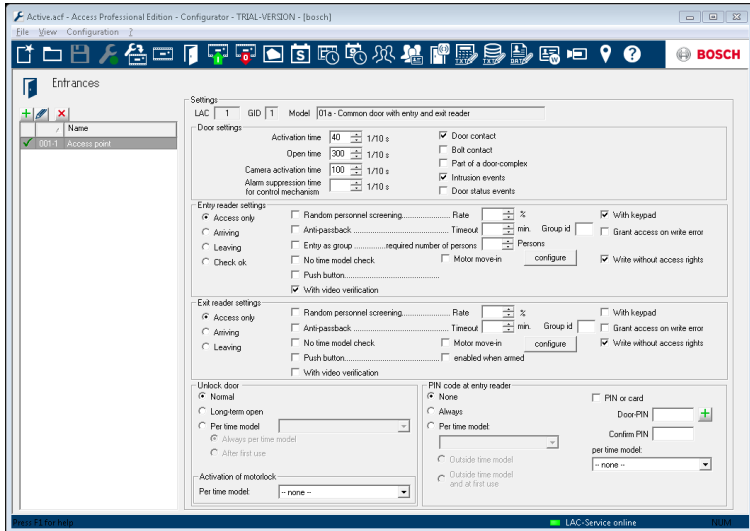 Active.acf - Access Professional Edition - Configurator - TRIAL-VERSION - [bosch]
File View Configuration ?
BOSCH
Entrances
Name
001-1 Access point
Settings
LAC 1 GID 1 Model 01a - Common door with entry and exit reader
Door settings
Activation time 40 1/10 s
Open time 300 1/10 s
Camera activation time 100 1/10 s
Alarm suppression time
for control mechanism 1/10 s
Door contact
Bolt contact
Part of a door-complex
Intrusion events
Door status events
Entry reader settings
Access only
Arriving
Leaving
Check ok
Random personnel screening.................... Rate %
Anti-passback ................................ Timeout min. Group id
Entry as group ..............required number of persons Persons
No time model check Motor move-in configure
Push button...............................
With video verification
With keypad
Grant access on write error
Write without access rights
Exit reader settings
Access only
Arriving
Leaving
Random personnel screening.................... Rate %
Anti-passback ................................ Timeout min. Group id
No time model check Motor move-in configure
Push button............................... enabled when armed
With video verification
With keypad
Grant access on write error
Write without access rights
Unlock door
Normal
Long-term open
Per time model
Always per time model
After first use
Activation of motorlock
Per time model: -- none --
PIN code at entry reader
None
Always
Per time model:
Outside time model
Outside time model
and at first use
PIN or card
Door-PIN
Confirm PIN
per time model:
-- none --
Press F1 for help
LAC-Service online NUM